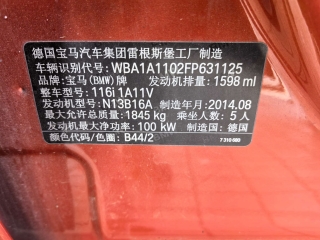 德国宝马汽车集团雷根斯堡工厂制造
车辆识别代号: WBA1A1102FP631125
品牌: 宝马(BMW)牌 发动机排量: 1598 ml
整车型号: 116i 1A11V
发动机型号: N13B16A 制造年月: 2014.08
最大允许总质量: 1845 kg 乘坐人数: 5 人
发动机最大净功率: 100 kW 制造国: 德国
颜色代码/色圈: B44/2